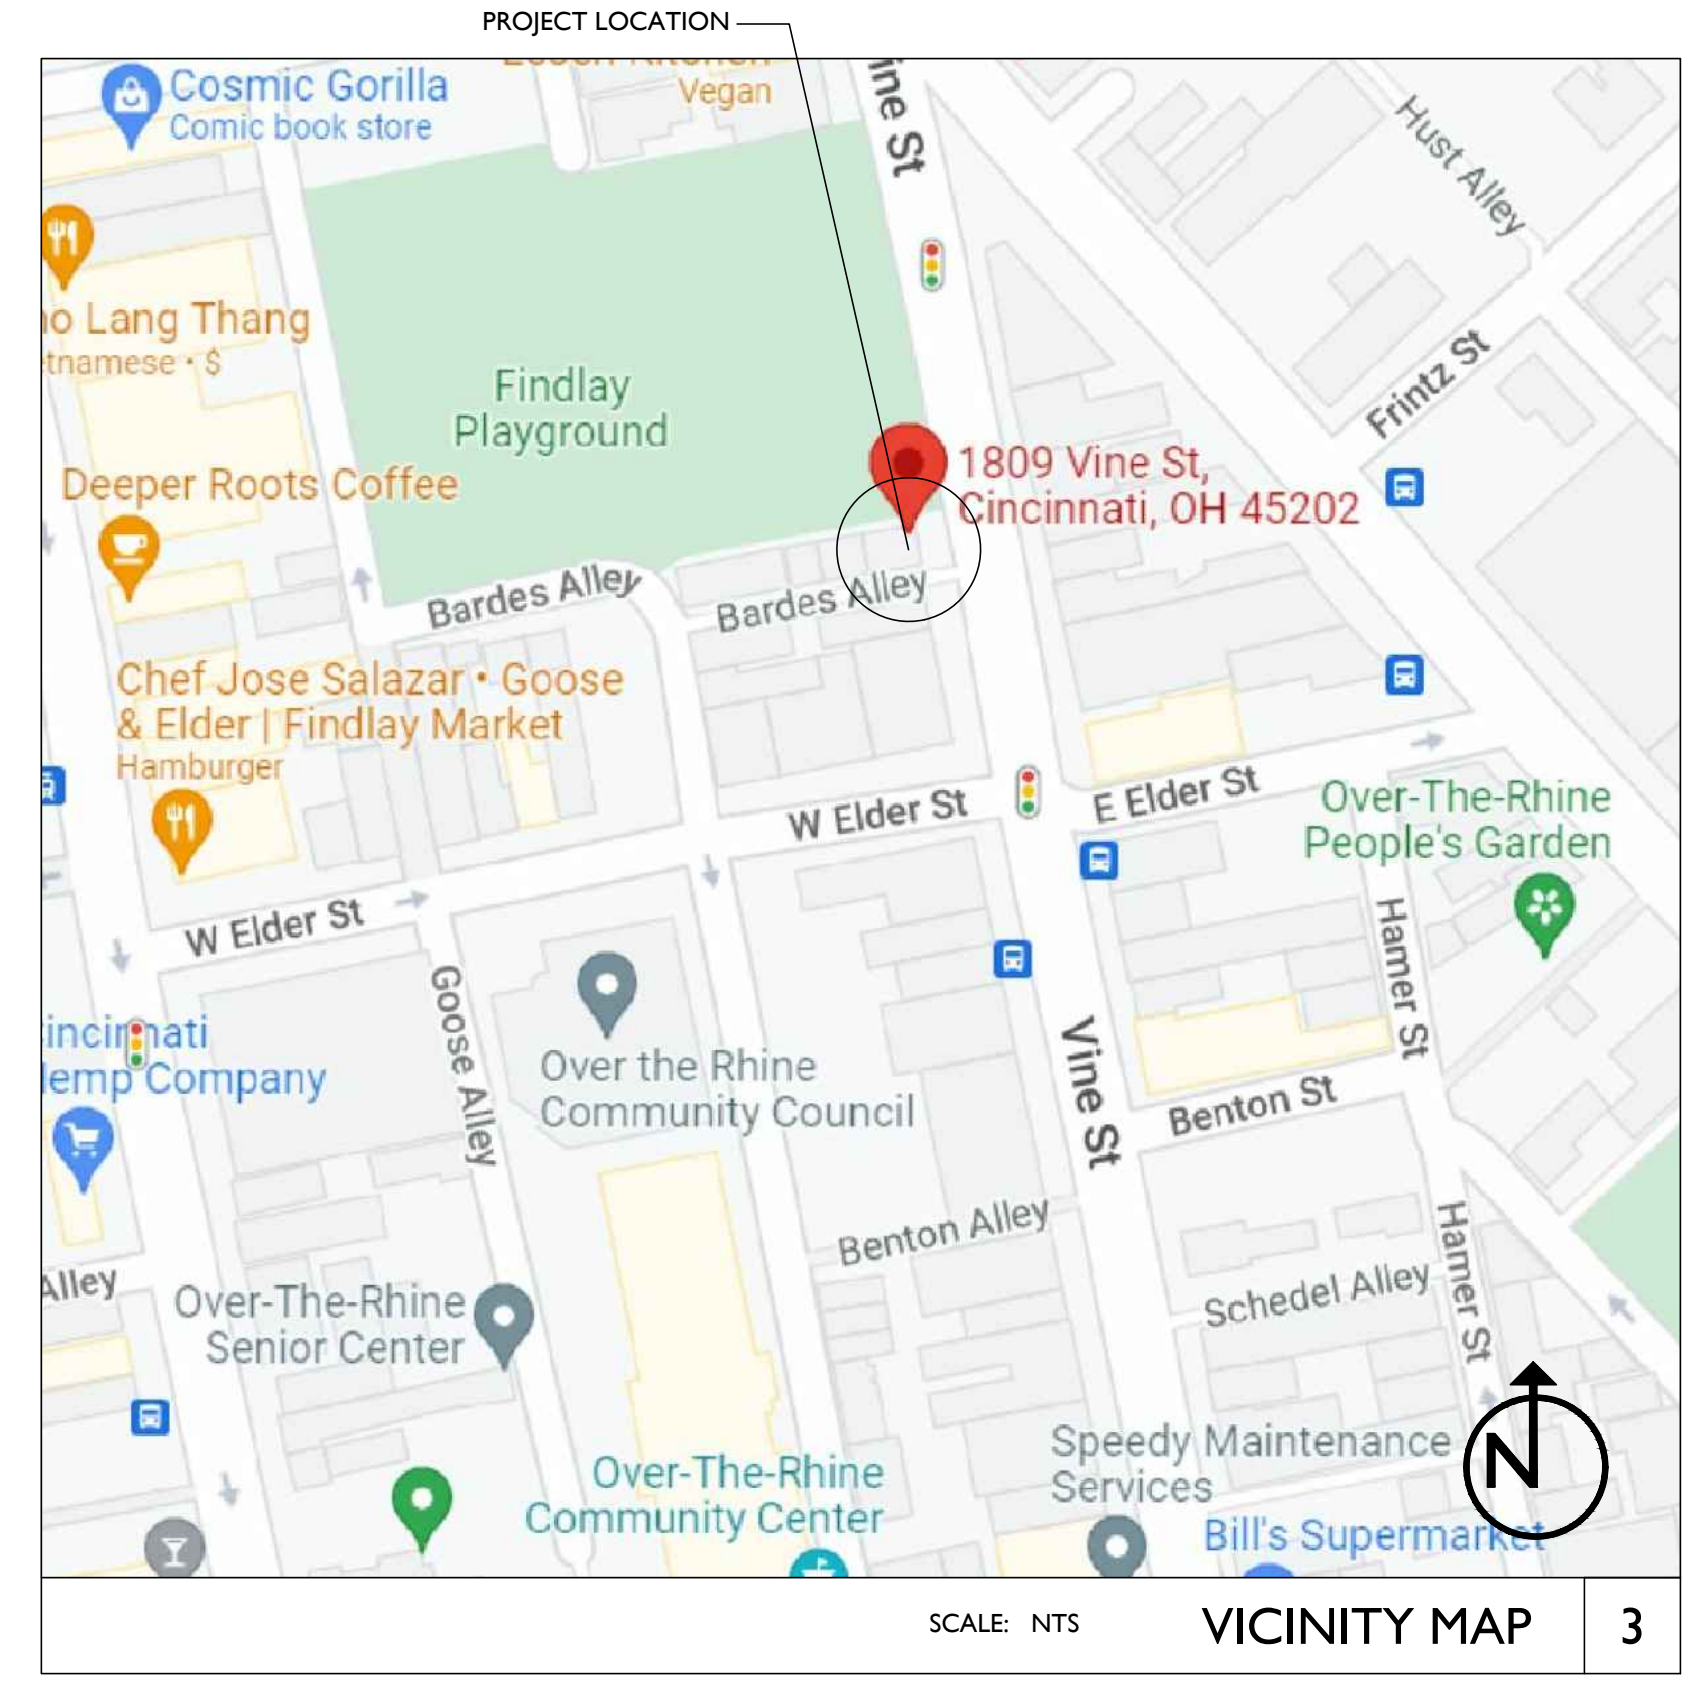 PROJECT LOCATION
Cosmic Gorilla
Comic book store
Vegan
ine St
Hust Alley
o Lang Thang
tnamese · $
Findlay
Playground
Frintz St
Deeper Roots Coffee
1809 Vine St,
Cincinnati, OH 45202
Bardes Alley
Bardes Alley
Chef Jose Salazar · Goose
& Elder | Findlay Market
Hamburger
W Elder St
E Elder St
Over-The-Rhine
People's Garden
W Elder St
Hamer St
Goose Alley
incinnati
emp Company
Over the Rhine
Community Council
Vine St
Benton St
Benton Alley
Hamer St
Alley
Schedel Alley
Over-The-Rhine
Senior Center
Over-The-Rhine
Community Center
Speedy Maintenance
Services
N
Bill's Supermarket
SCALE: NTS
VICINITY MAP
3